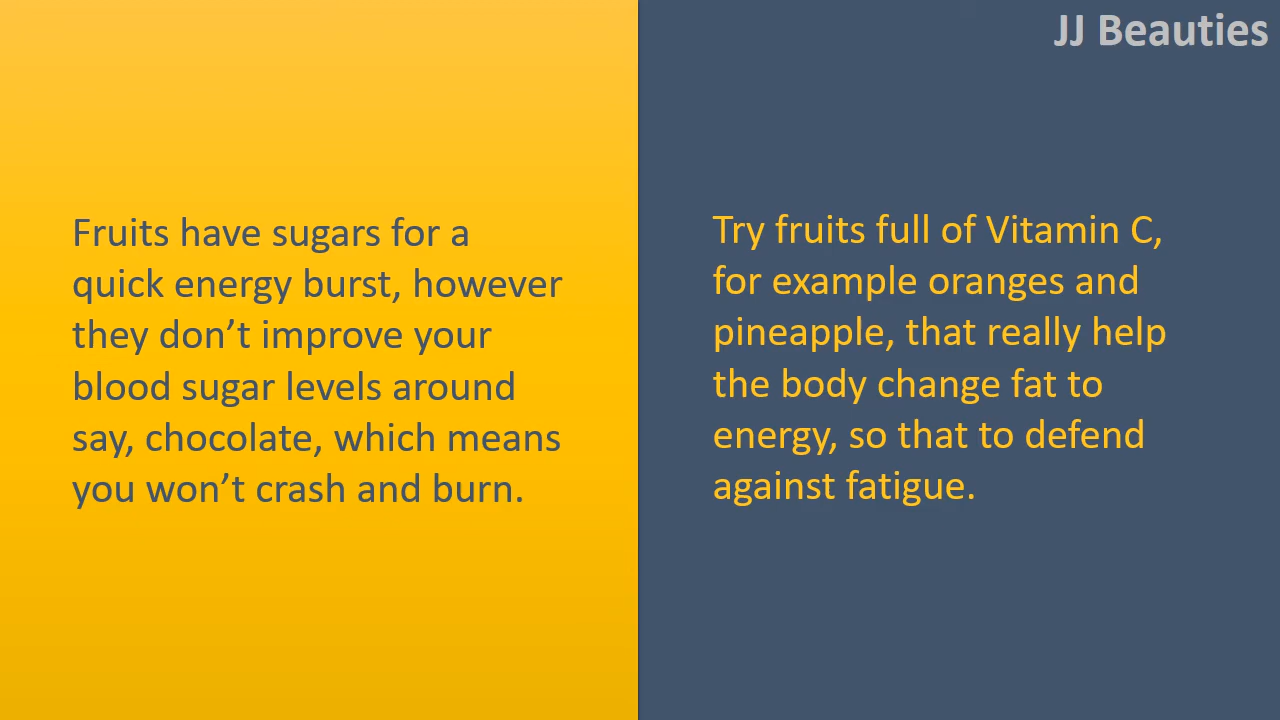 JJ Beauties
Fruits have sugars for a
quick energy burst, however
they don’t improve your
blood sugar levels around
say, chocolate, which means
you won’t crash and burn.
Try fruits full of Vitamin C,
for example oranges and
pineapple, that really help
the body change fat to
energy, so that to defend
against fatigue.